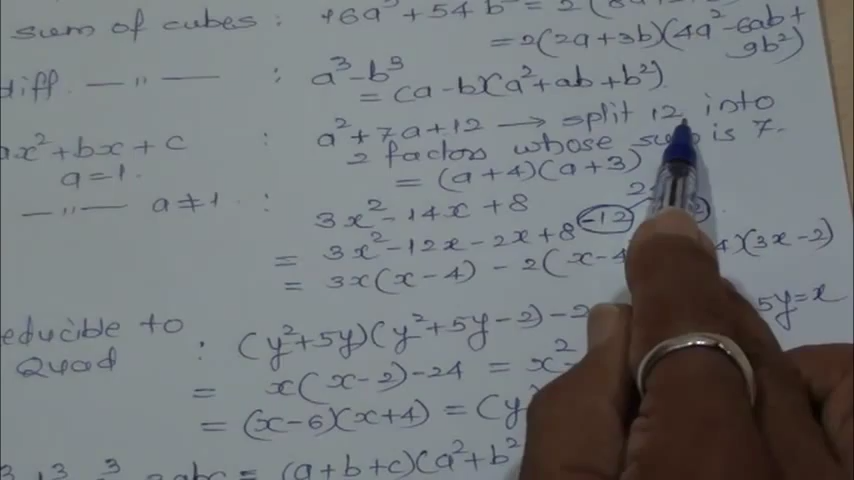 sum of cubes : 16a³ + 54b³ = 2(
= 2(2a+3b)(4a²-6ab+
9b²)
diff. —〃— : a³-b³
= (a-b)(a²+ab+b²)
ax²+bx+c : a²+7a+12 → split 12 into
2 factors whose sum is 7.
a=1. = (a+4)(a+3)
—〃— a≠1 : 3x²-14x+8
= 3x²-12x-2x+8 -12
= 3x(x-4) -2(x-4 4)(3x-2)
educible to
Quad : (y²+5y)(y²+5y-2)-2 5y=x
= x(x-2)-24 = x²-
= (x-6)(x+4) = (y
= (a+b+c)(a²+b²